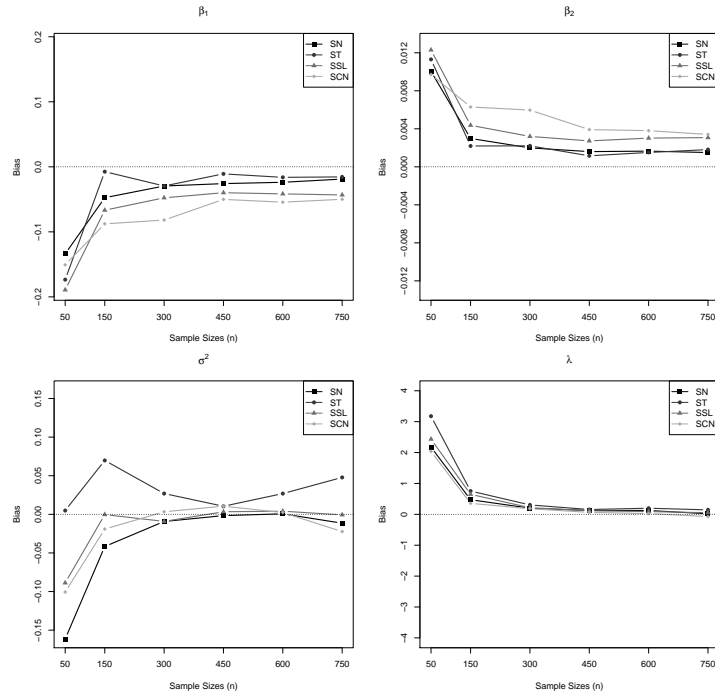 β1
SN
ST
SSL
SCN
Bias
0.2
0.1
0.0
−0.1
−0.2
50
150
300
450
600
750
Sample Sizes (n)
β2
SN
ST
SSL
SCN
Bias
0.012
0.008
0.004
0.000
−0.004
−0.008
−0.012
50
150
300
450
600
750
Sample Sizes (n)
σ²
SN
ST
SSL
SCN
Bias
0.15
0.10
0.05
0.00
−0.05
−0.10
−0.15
50
150
300
450
600
750
Sample Sizes (n)
λ
SN
ST
SSL
SCN
Bias
4
3
2
1
0
−1
−2
−3
−4
50
150
300
450
600
750
Sample Sizes (n)